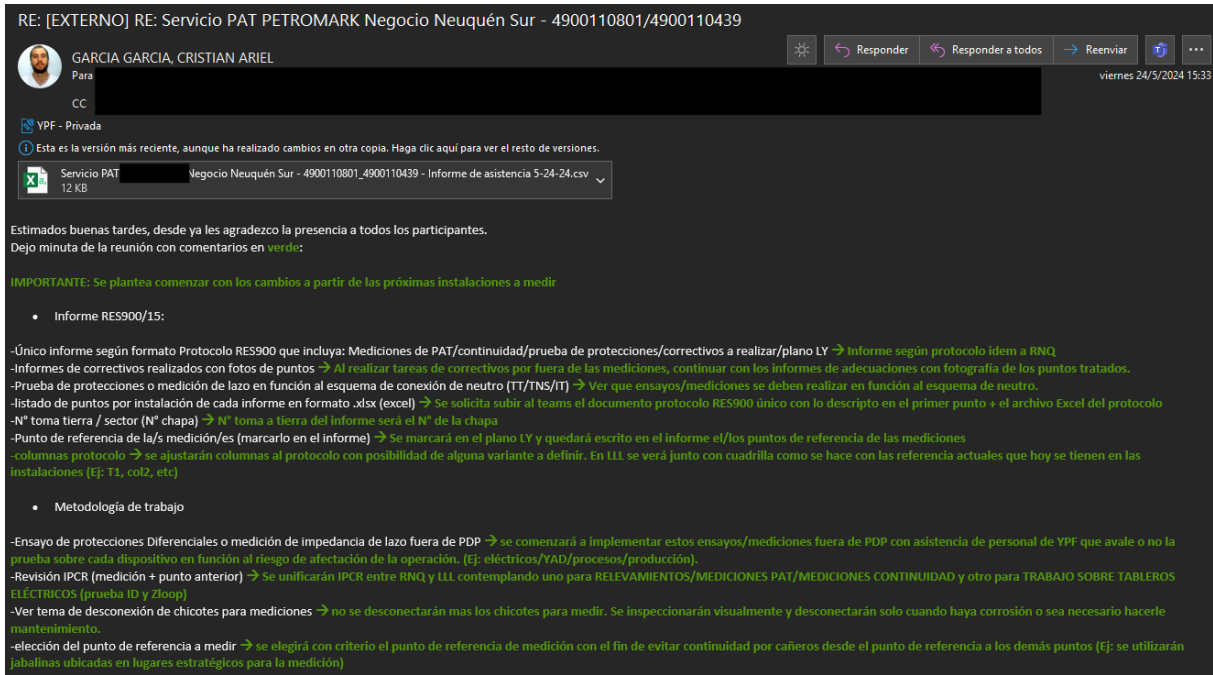 RE: [EXTERNO] RE: Servicio PAT PETROMARK Negocio Neuquén Sur - 4900110801/4900110439
GARCIA GARCIA, CRISTIAN ARIEL
Responder
Responder a todos
Reenviar
Para
viernes 24/5/2024 15:33
CC
YPF - Privada
Esta es la versión más reciente, aunque ha realizado cambios en otra copia. Haga clic aquí para ver el resto de versiones.
Servicio PAT Negocio Neuquén Sur - 4900110801_4900110439 - Informe de asistencia 5-24-24.csv
12 KB
Estimados buenas tardes, desde ya les agradezco la presencia a todos los participantes.
Dejo minuta de la reunión con comentarios en verde:
IMPORTANTE: Se plantea comenzar con los cambios a partir de las próximas instalaciones a medir
• Informe RES900/15:
-Único informe según formato Protocolo RES900 que incluya: Mediciones de PAT/continuidad/prueba de protecciones/correctivos a realizar/plano LY → Informe según protocolo idem a RNQ
-Informes de correctivos realizados con fotos de puntos → Al realizar tareas de correctivos por fuera de las mediciones, continuar con los informes de adecuaciones con fotografía de los puntos tratados.
-Prueba de protecciones o medición de lazo en función al esquema de conexión de neutro (TT/TNS/IT) → Ver que ensayos/mediciones se deben realizar en función al esquema de neutro.
-listado de puntos por instalación de cada informe en formato .xlsx (excel) → Se solicita subir al teams el documento protocolo RES900 único con lo descripto en el primer punto + el archivo Excel del protocolo
-N° toma tierra / sector (N° chapa) → N° toma a tierra del informe será el N° de la chapa
-Punto de referencia de la/s medición/es (marcarlo en el informe) → Se marcará en el plano LY y quedará escrito en el informe el/los puntos de referencia de las mediciones
-columnas protocolo → se ajustarán columnas al protocolo con posibilidad de alguna variante a definir. En LLL se verá junto con cuadrilla como se hace con las referencia actuales que hoy se tienen en las
instalaciones (Ej: T1, col2, etc)
• Metodología de trabajo
-Ensayo de protecciones Diferenciales o medición de impedancia de lazo fuera de PDP → se comenzará a implementar estos ensayos/mediciones fuera de PDP con asistencia de personal de YPF que avale o no la
prueba sobre cada dispositivo en función al riesgo de afectación de la operación. (Ej: eléctricos/YAD/procesos/producción).
-Revisión IPCR (medición + punto anterior) → Se unificarán IPCR entre RNQ y LLL contemplando uno para RELEVAMIENTOS/MEDICIONES PAT/MEDICIONES CONTINUIDAD y otro para TRABAJO SOBRE TABLEROS
ELÉCTRICOS (prueba ID y Zloop)
-Ver tema de desconexión de chicotes para mediciones → no se desconectarán mas los chicotes para medir. Se inspeccionarán visualmente y desconectarán solo cuando haya corrosión o sea necesario hacerle
mantenimiento.
-elección del punto de referencia a medir → se elegirá con criterio el punto de referencia de medición con el fin de evitar continuidad por cañeros desde el punto de referencia a los demás puntos (Ej: se utilizarán
jabalinas ubicadas en lugares estratégicos para la medición)